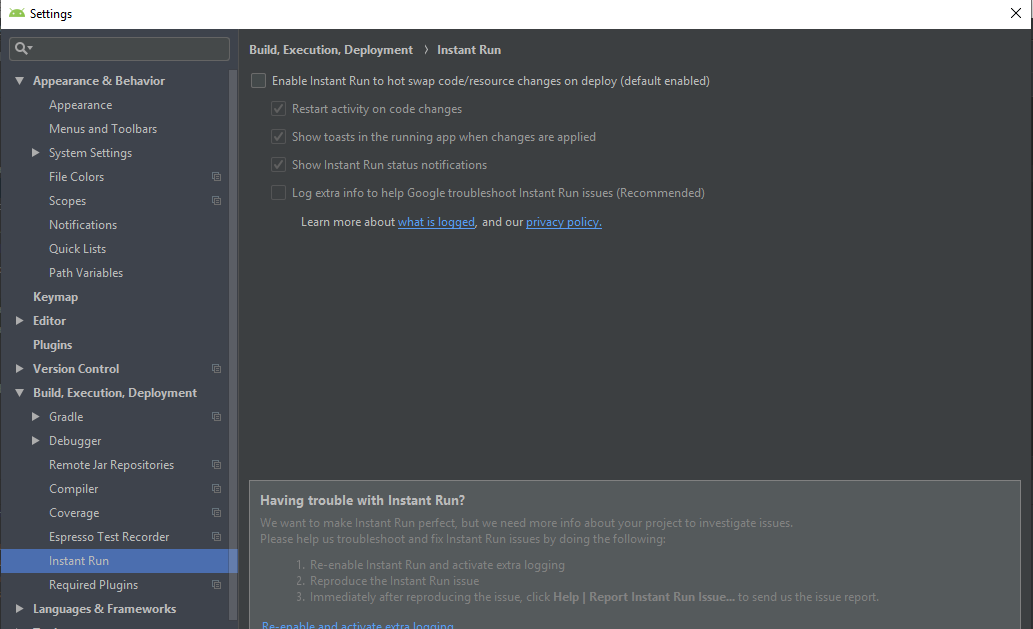 Settings
Appearance & Behavior
Appearance
Menus and Toolbars
System Settings
File Colors
Scopes
Notifications
Quick Lists
Path Variables
Keymap
Editor
Plugins
Version Control
Build, Execution, Deployment
Gradle
Debugger
Remote Jar Repositories
Compiler
Coverage
Espresso Test Recorder
Instant Run
Required Plugins
Languages & Frameworks
Build, Execution, Deployment › Instant Run
Enable Instant Run to hot swap code/resource changes on deploy (default enabled)
Restart activity on code changes
Show toasts in the running app when changes are applied
Show Instant Run status notifications
Log extra info to help Google troubleshoot Instant Run issues (Recommended)
Learn more about what is logged, and our privacy policy.
Having trouble with Instant Run?
We want to make Instant Run perfect, but we need more info about your project to investigate issues.
Please help us troubleshoot and fix Instant Run issues by doing the following:
1. Re-enable Instant Run and activate extra logging
2. Reproduce the Instant Run issue
3. Immediately after reproducing the issue, click Help | Report Instant Run Issue... to send us the issue report.
Re-enable and activate extra logging